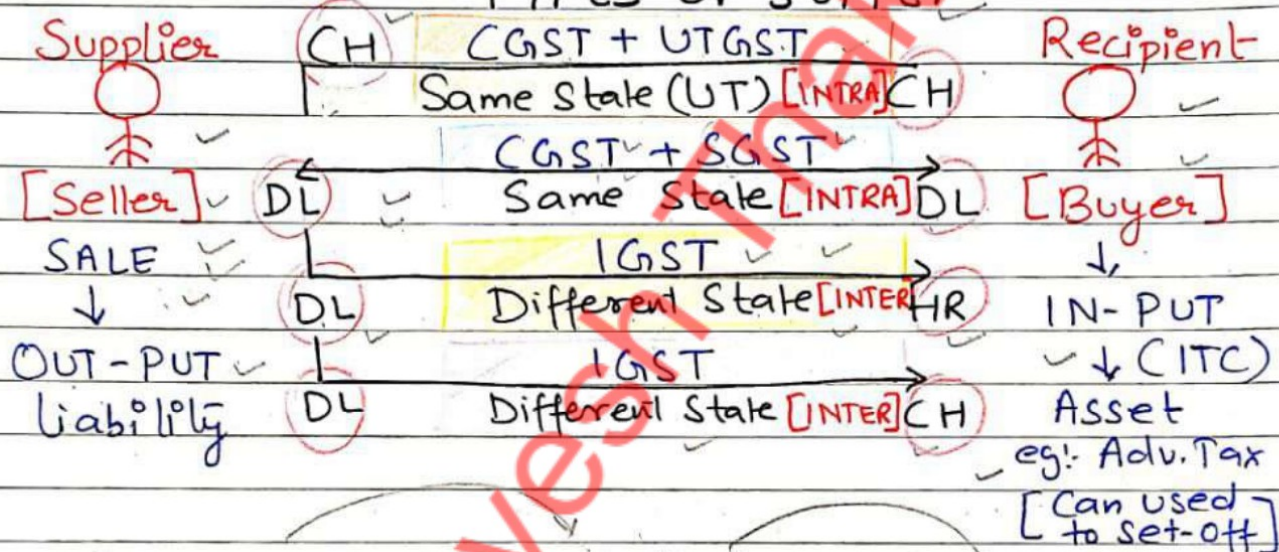 Supplier CH CGST + UTGST Recipient
Same State (UT) [INTRA] CH
CGST + SGST
[Seller] DL Same State [INTRA] DL [Buyer]
SALE IGST ↓
↓ DL Different State [INTER] HR IN-PUT
OUT-PUT IGST ↓ (ITC)
liability DL Different State [INTER] CH Asset
eg:- Adv. Tax
[Can used
to set-off]